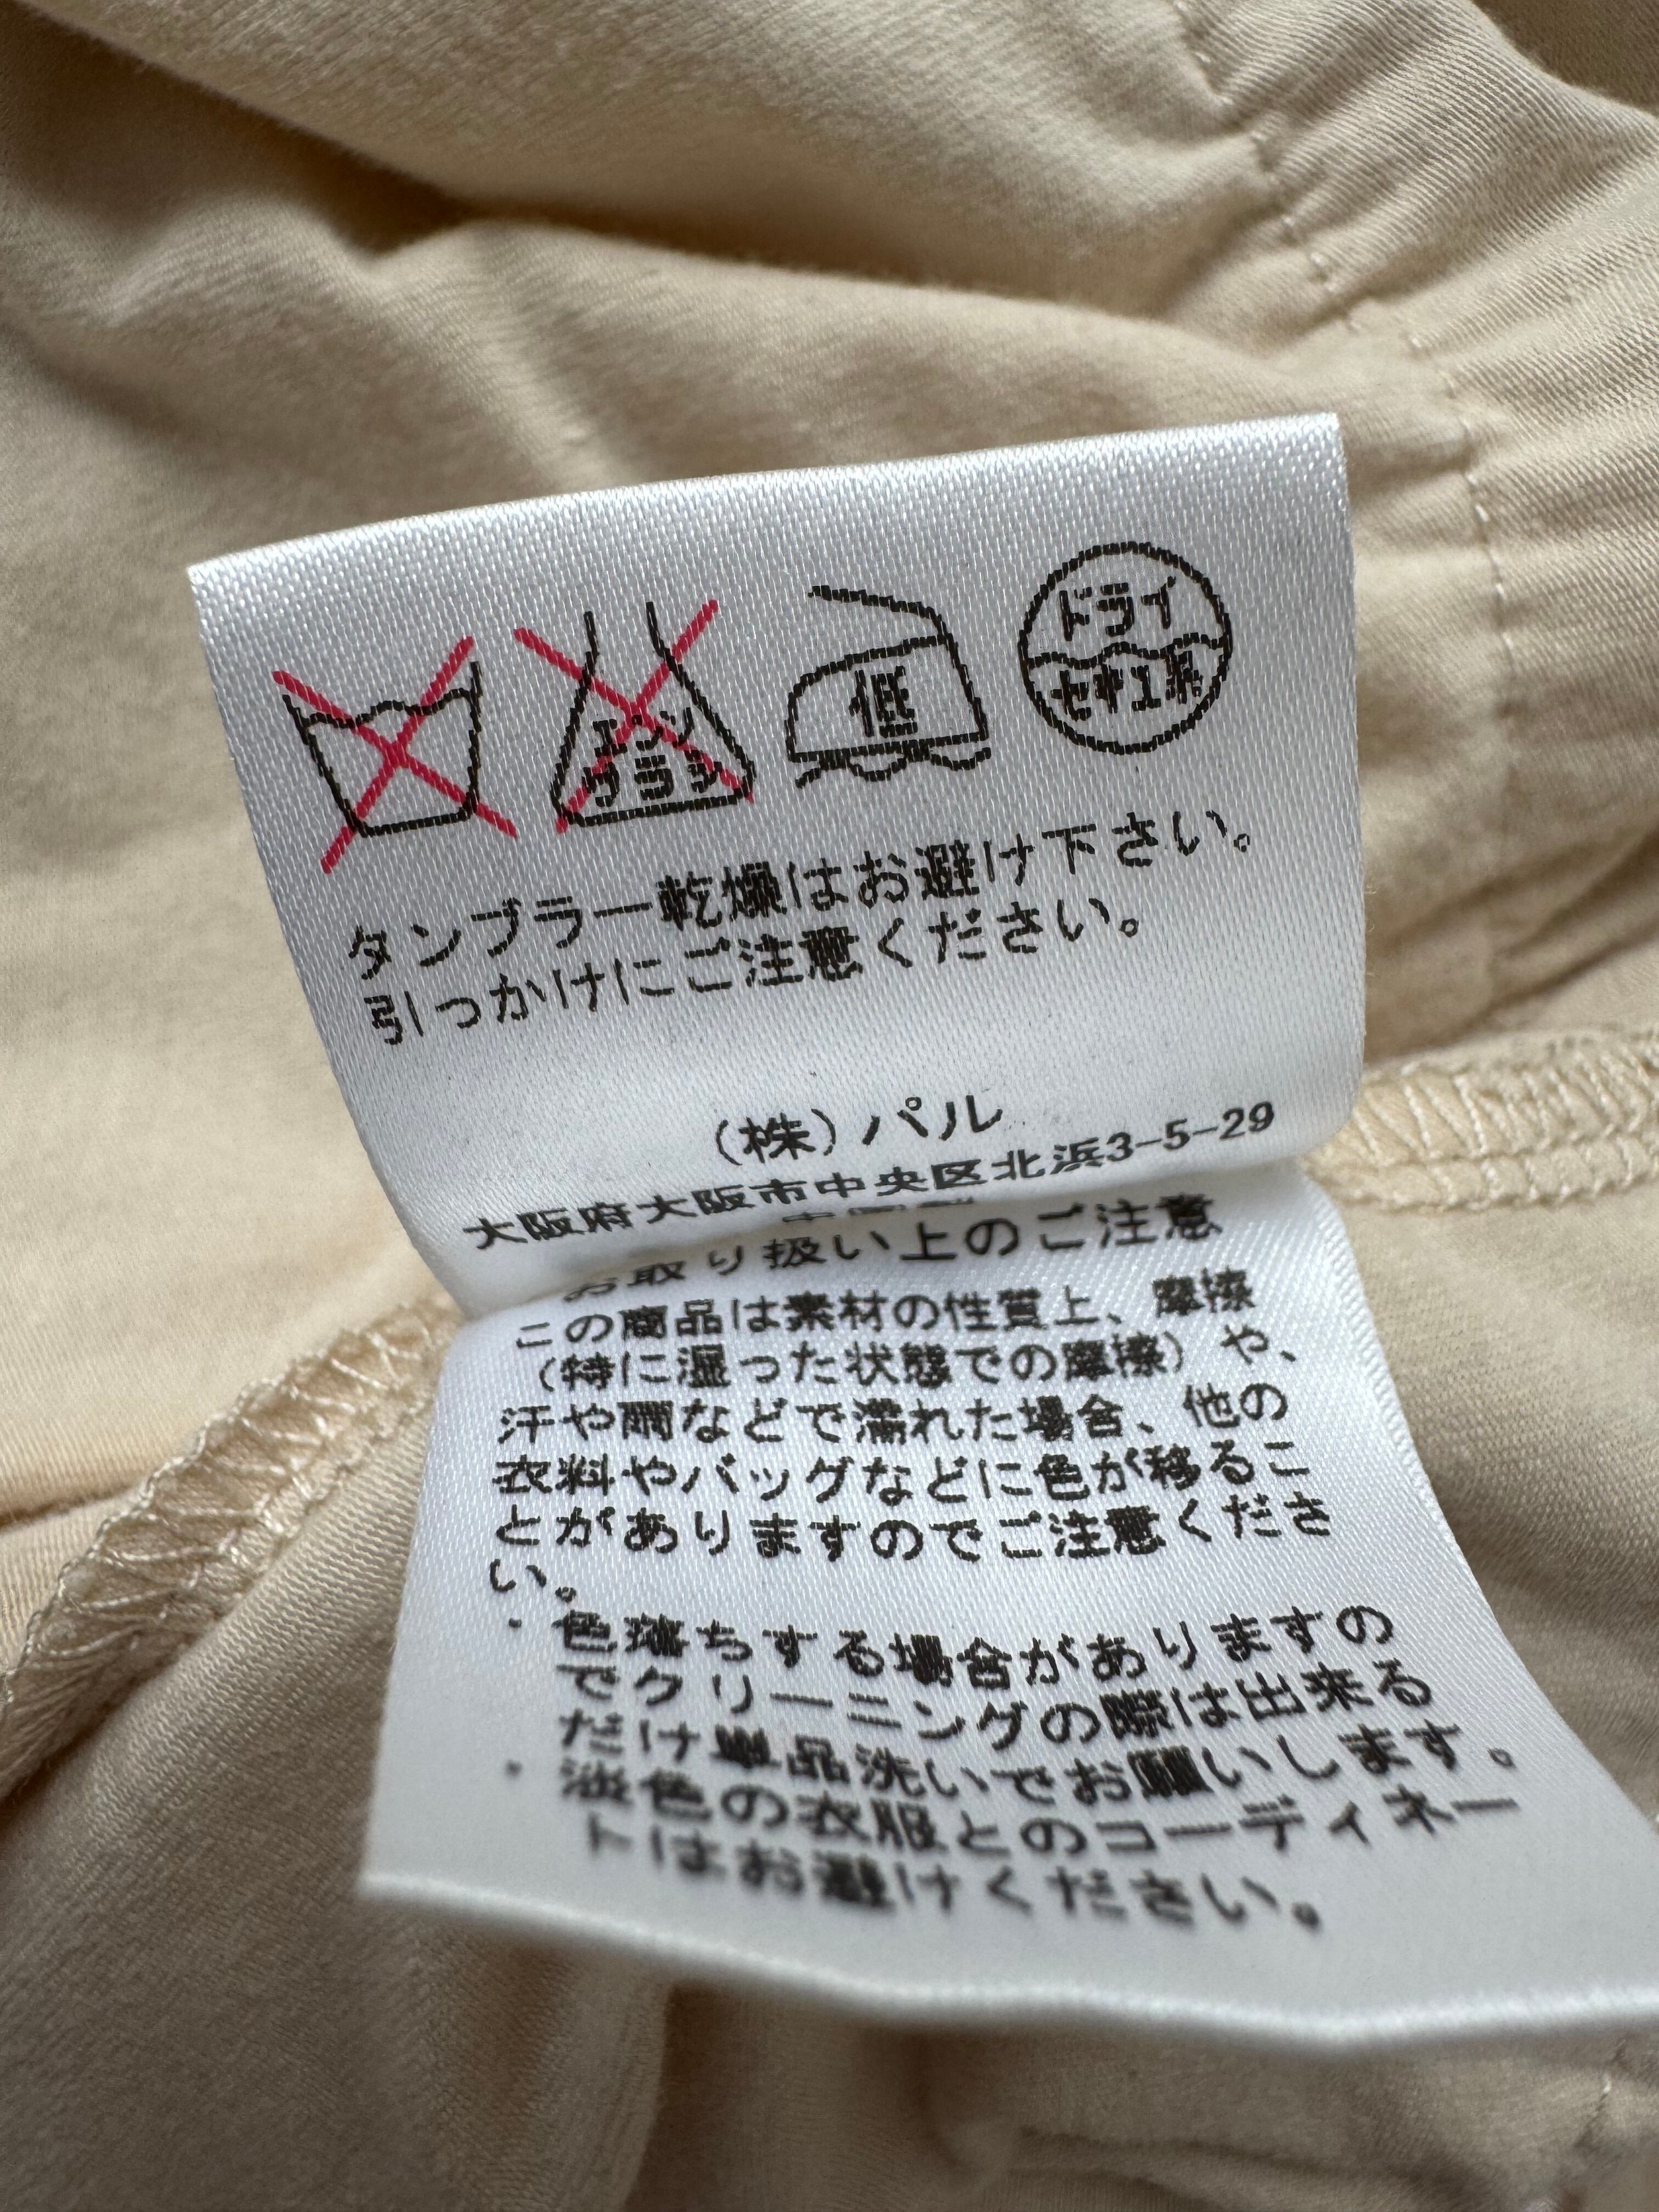 エンソ
サラシ
低
ドライ
セキユ系
タンブラー乾燥はお避け下さい。
引っかけにご注意ください。
(株)パル
大阪府大阪市中央区北浜3-5-29
お取り扱い上のご注意
この商品は素材の性質上、摩擦
(特に湿った状態での摩擦)や、
汗や雨などで濡れた場合、他の
衣料やバッグなどに色が移るこ
とがありますのでご注意くださ
い。
・色落ちする場合がありますの
でクリーニングの際は出来る
だけ単品洗いでお願いします。
・淡色の衣服とのコーディネー
トはお避けください。